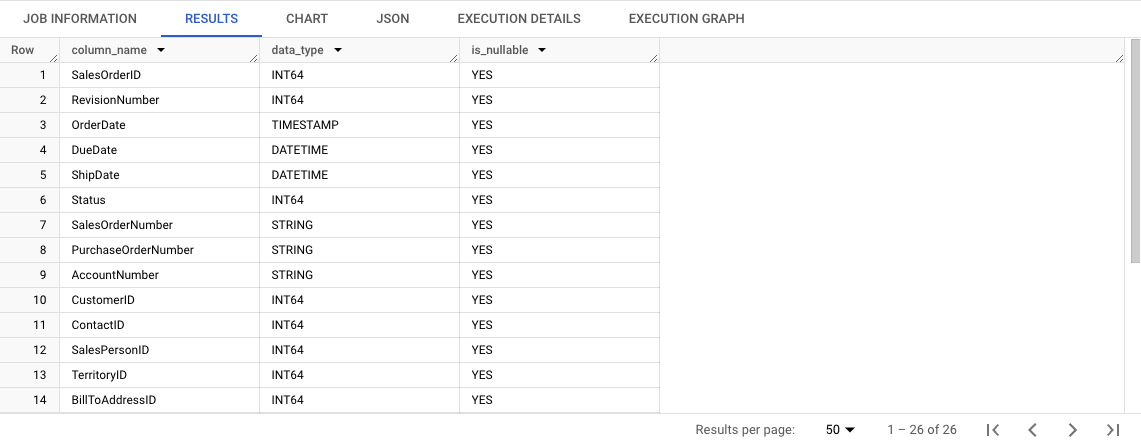 JOB INFORMATION RESULTS CHART JSON EXECUTION DETAILS EXECUTION GRAPH
Row column_name data_type is_nullable
1 SalesOrderID INT64 YES
2 RevisionNumber INT64 YES
3 OrderDate TIMESTAMP YES
4 DueDate DATETIME YES
5 ShipDate DATETIME YES
6 Status INT64 YES
7 SalesOrderNumber STRING YES
8 PurchaseOrderNumber STRING YES
9 AccountNumber STRING YES
10 CustomerID INT64 YES
11 ContactID INT64 YES
12 SalesPersonID INT64 YES
13 TerritoryID INT64 YES
14 BillToAddressID INT64 YES
Results per page: 50 1 – 26 of 26